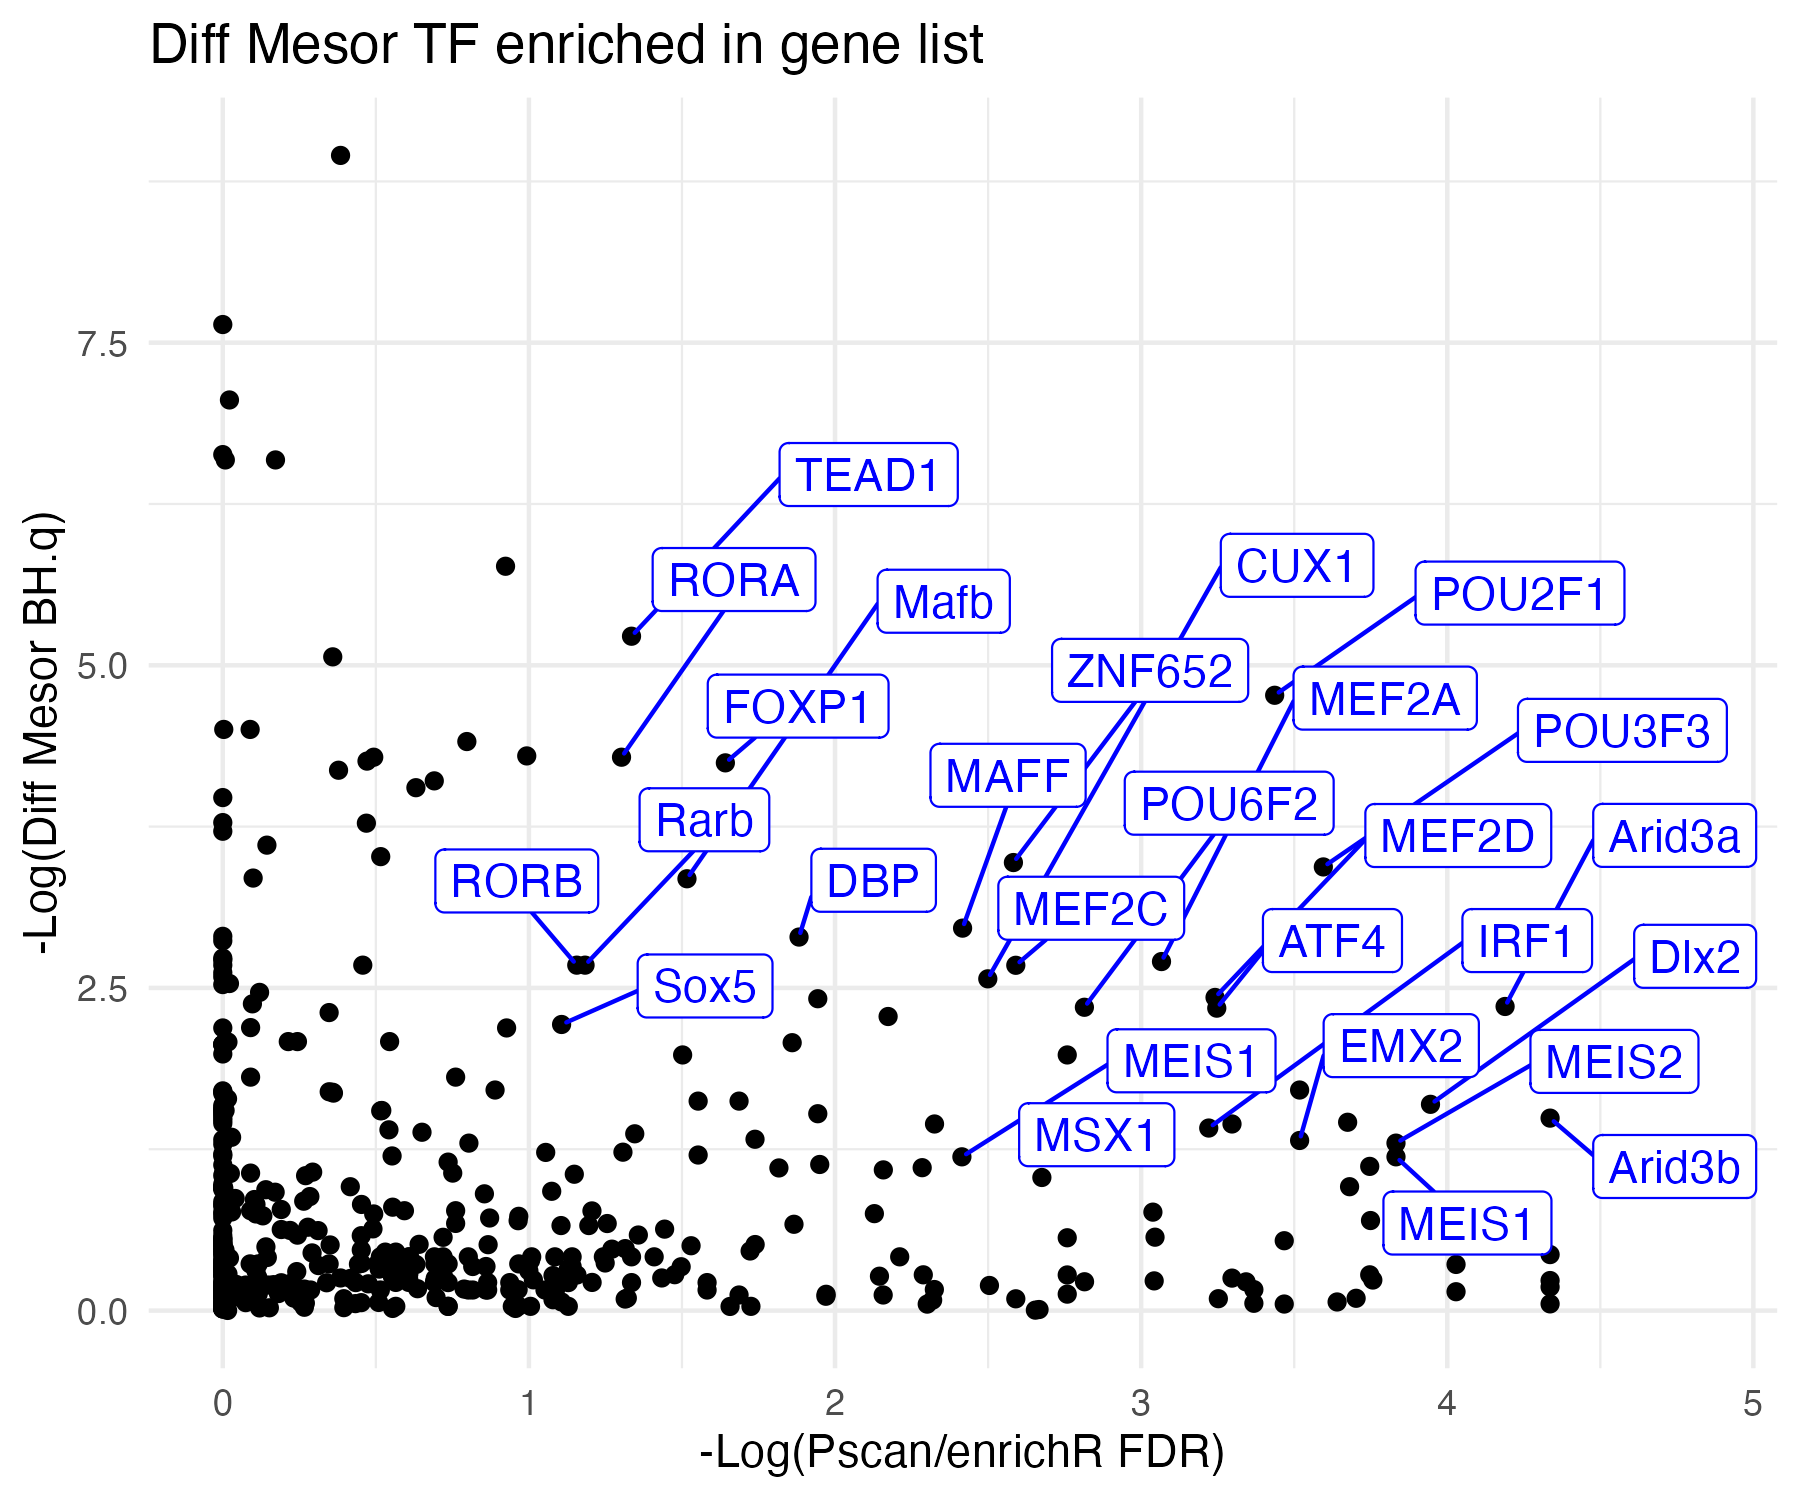 Diff Mesor TF enriched in gene list
-Log(Diff Mesor BH.q)
7.5
5.0
2.5
0.0
TEAD1
CUX1
RORA
POU2F1
Mafb
ZNF652
MEF2A
FOXP1
POU3F3
MAFF
POU6F2
Rarb
MEF2D
Arid3a
RORB
DBP
MEF2C
ATF4
IRF1
Dlx2
Sox5
EMX2
MEIS1
MEIS2
MSX1
Arid3b
MEIS1
0
1
2
3
4
5
-Log(Pscan/enrichR FDR)